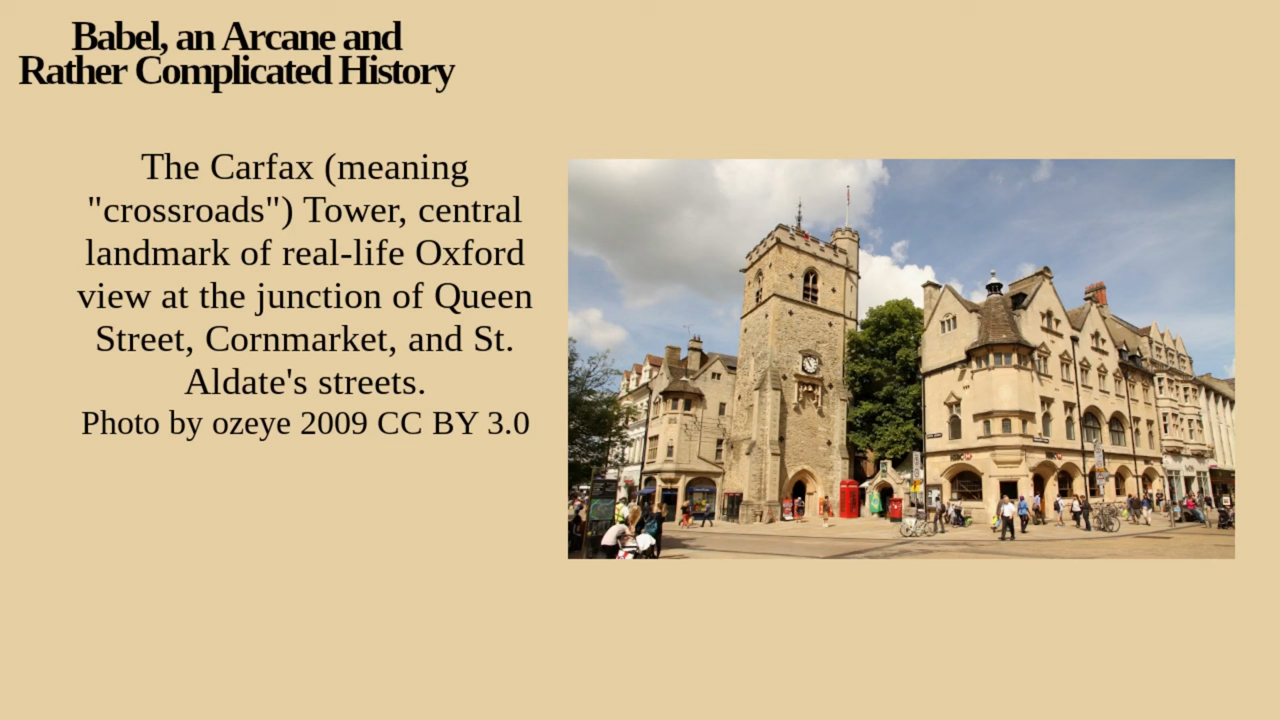 Babel, an Arcane and
Rather Complicated History
The Carfax (meaning
"crossroads") Tower, central
landmark of real-life Oxford
view at the junction of Queen
Street, Cornmarket, and St.
Aldate's streets.
Photo by ozeye 2009 CC BY 3.0